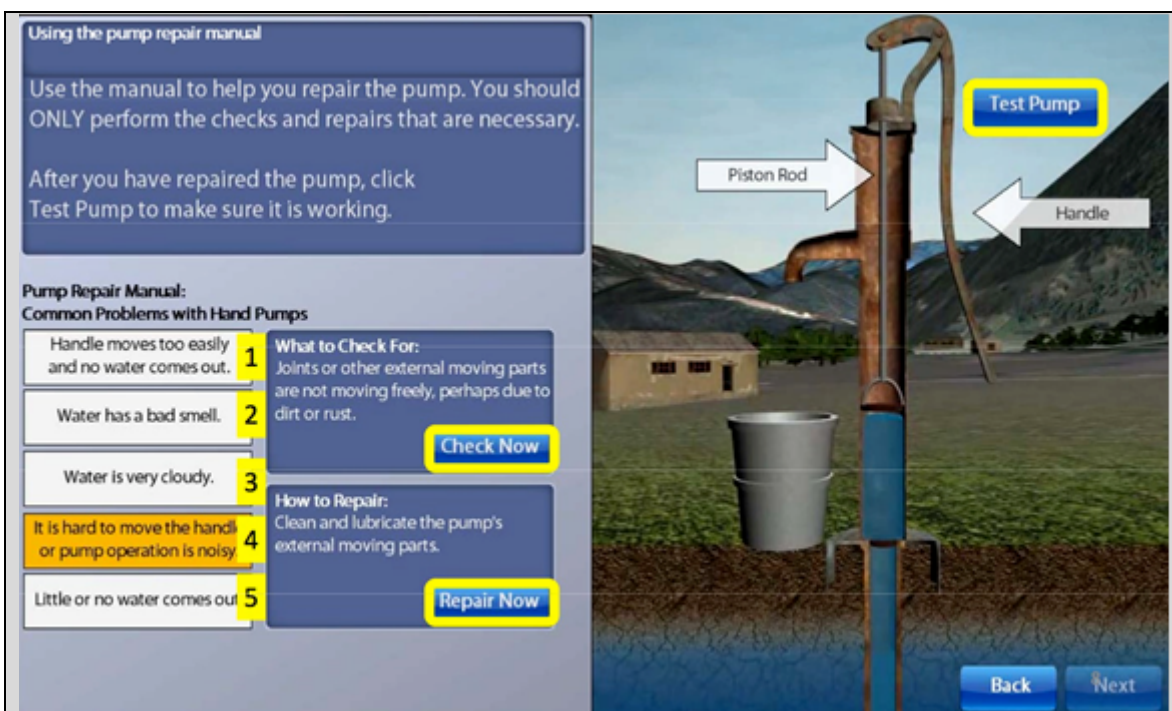 Using the pump repair manual
Use the manual to help you repair the pump. You should
ONLY perform the checks and repairs that are necessary.
After you have repaired the pump, click
Test Pump to make sure it is working.
Pump Repair Manual:
Common Problems with Hand Pumps
Handle moves too easily
and no water comes out.
1
Water has a bad smell.
2
Water is very cloudy.
3
It is hard to move the handl
or pump operation is noisy
4
Little or no water comes out
5
What to Check For:
Joints or other external moving parts
are not moving freely, perhaps due to
dirt or rust.
Check Now
How to Repair:
Clean and lubricate the pump's
external moving parts.
Repair Now
Test Pump
Piston Rod
Handle
Back
Next